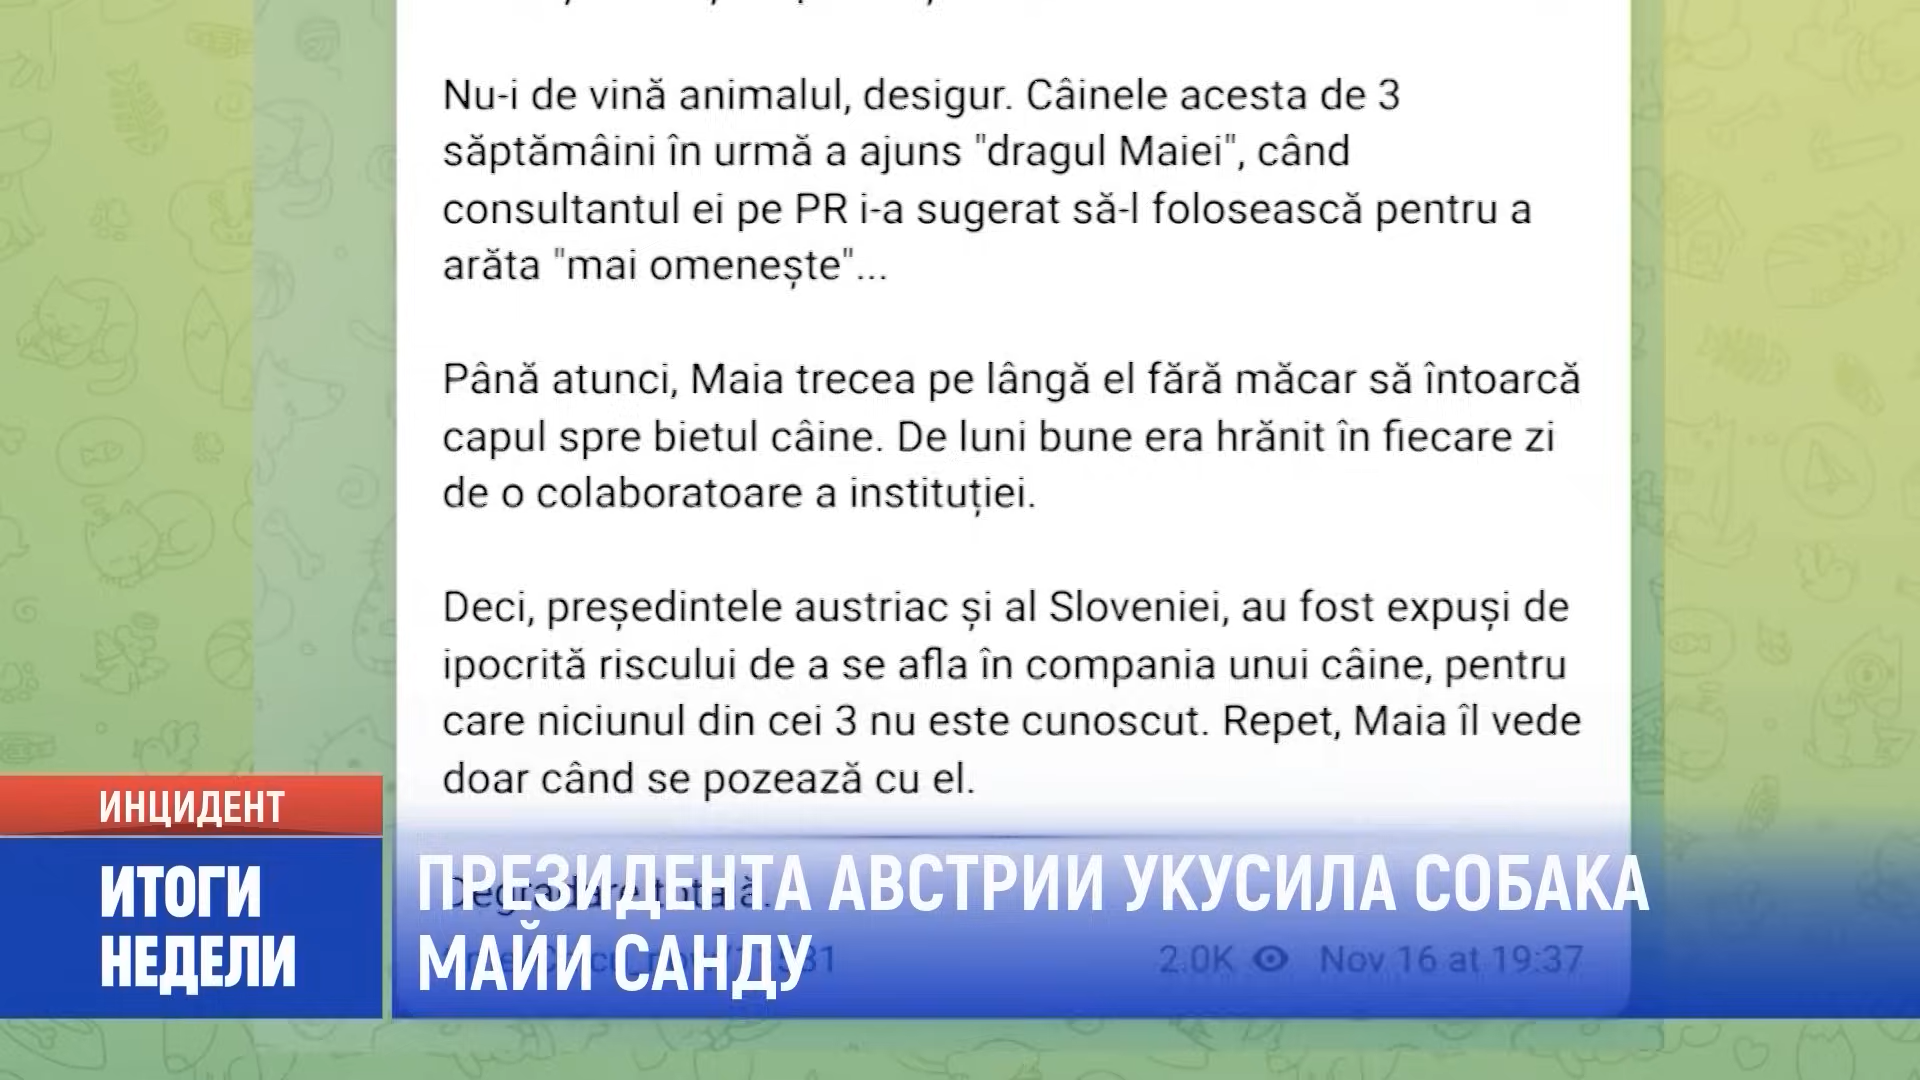 Nu-i de vină animalul, desigur. Câinele acesta de 3
săptămâini în urmă a ajuns "dragul Maiei", când
consultantul ei pe PR i-a sugerat să-l folosească pentru a
arăta "mai omenește"...
Până atunci, Maia trecea pe lângă el fără măcar să întoarcă
capul spre bietul câine. De luni bune era hrănit în fiecare zi
de o colaboratoare a instituției.
Deci, președintele austriac și al Sloveniei, au fost expuși de
ipocrită riscului de a se afla în compania unui câine, pentru
care niciunul din cei 3 nu este cunoscut. Repet, Maia îl vede
doar când se pozează cu el.
Degradare totală.
2.0K Nov 16 at 19:37
ИНЦИДЕНТ
ИТОГИ
НЕДЕЛИ
ПРЕЗИДЕНТА АВСТРИИ УКУСИЛА СОБАКА
МАЙИ САНДУ